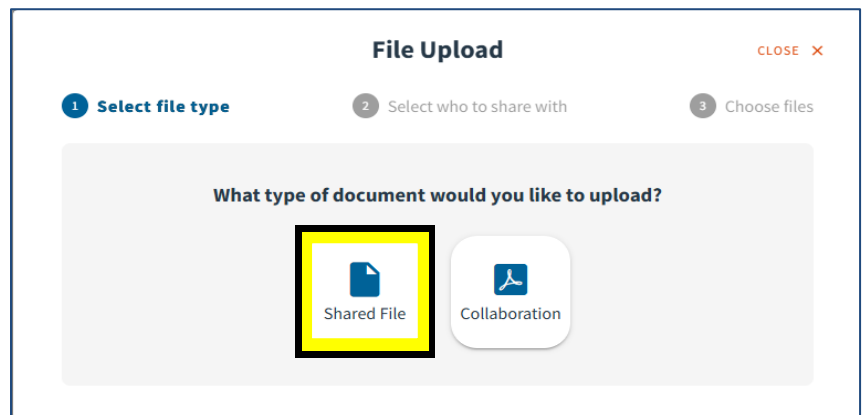 File Upload
CLOSE ×
1 Select file type
2 Select who to share with
3 Choose files
What type of document would you like to upload?
Shared File
Collaboration